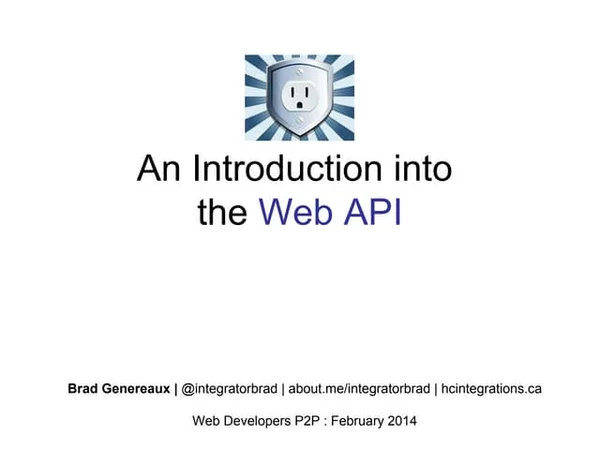 An Introduction into
the Web API
Brad Genereaux | @integratorbrad | about.me/integratorbrad | hcintegrations.ca
Web Developers P2P : February 2014